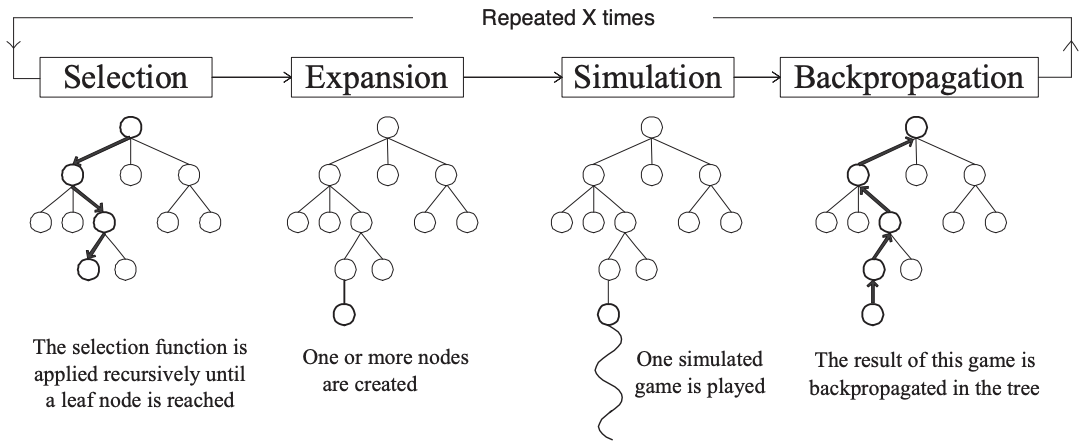 Repeated X times
Selection
Expansion
Simulation
Backpropagation
The selection function is
applied recursively until
a leaf node is reached
One or more nodes
are created
One simulated
game is played
The result of this game is
backpropagated in the tree